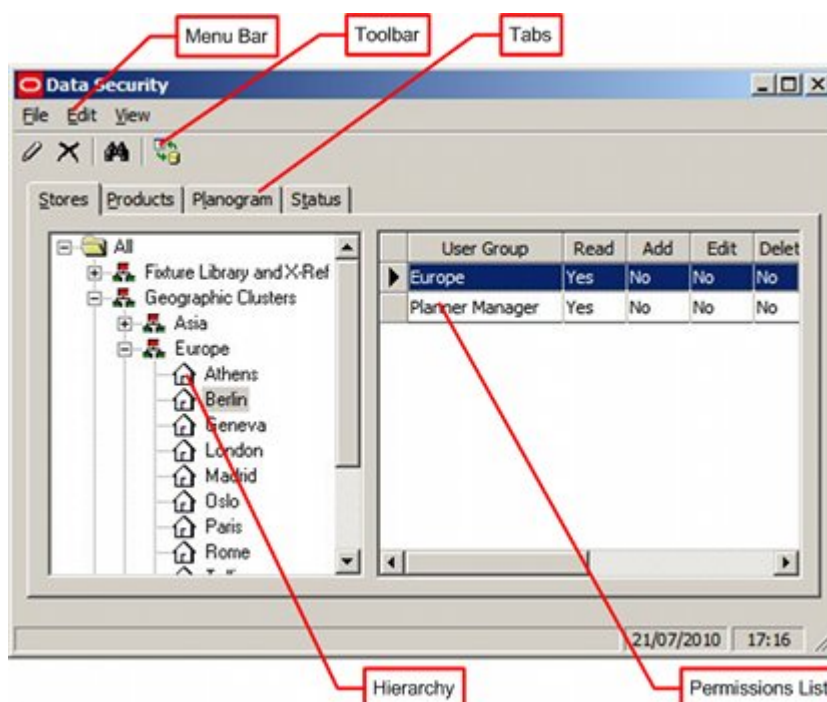 Menu Bar
Toolbar
Tabs
Data Security
File Edit View
Stores Products Planogram Status
All
Fixture Library and X-Ref
Geographic Clusters
Asia
Europe
Athens
Berlin
Geneva
London
Madrid
Oslo
Paris
Rome
User Group Read Add Edit Delet
Europe Yes No No No
Planner Manager Yes No No No
21/07/2010 17:16
Hierarchy
Permissions List